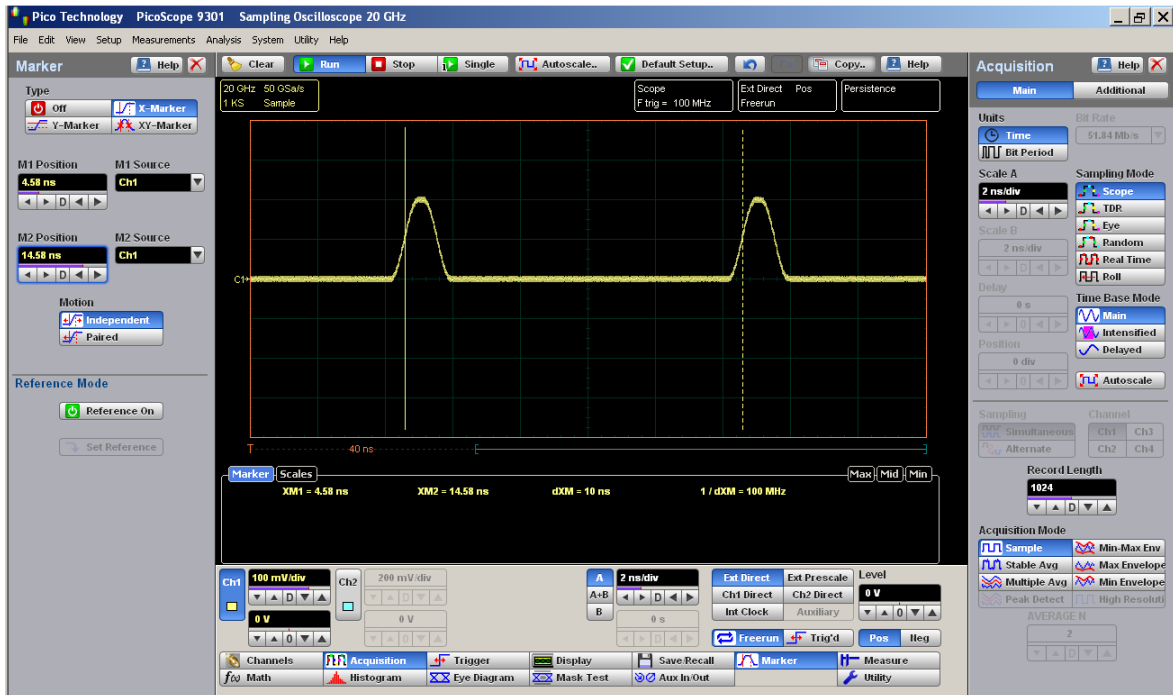 Pico Technology PicoScope 9301 Sampling Oscilloscope 20 GHz
File Edit View Setup Measurements Analysis System Utility Help
Marker Help
Clear Run Stop Single Autoscale.. Default Setup.. Copy.. Help
Acquisition Help
Main Additional
Type
Off X-Marker
Y-Marker XY-Marker
M1 Position M1 Source
4.58 ns Ch1
D
M2 Position M2 Source
14.58 ns Ch1
D
Motion
Independent
Paired
Reference Mode
Reference On
Set Reference
20 GHz 50 GSa/s
1 KS Sample
Scope
F trig = 100 MHz
Ext Direct Pos
Freerun
Persistence
C1
T 40 ns
Marker Scales Max Mid Min
XM1 = 4.58 ns XM2 = 14.58 ns dXM = 10 ns 1 / dXM = 100 MHz
Ch1 100 mV/div Ch2 200 mV/div
D D
0 V 0 V
0 0
A 2 ns/div
A+B D
B 0 s
0
Ext Direct Ext Prescale
Ch1 Direct Ch2 Direct
Int Clock Auxiliary
Freerun Trig'd
Level
0 V
0
Pos Neg
Channels Acquisition Trigger Display Save/Recall Marker Measure
f(x) Math Histogram Eye Diagram Mask Test Aux In/Out Utility
Units Bit Rate
Time 51.84 Mb/s
Bit Period
Scale A Sampling Mode
2 ns/div Scope
D TDR
Scale B Eye
2 ns/div Random
D Real Time
Delay Roll
0 s Time Base Mode
0 Main
Position Intensified
0 div Delayed
0 Autoscale
Sampling Channel
Simultaneous Ch1 Ch3
Alternate Ch2 Ch4
Record Length
1024
D
Acquisition Mode
Sample Min-Max Env
Stable Avg Max Envelope
Multiple Avg Min Envelope
Peak Detect High Resoluti
AVERAGE N
2
D